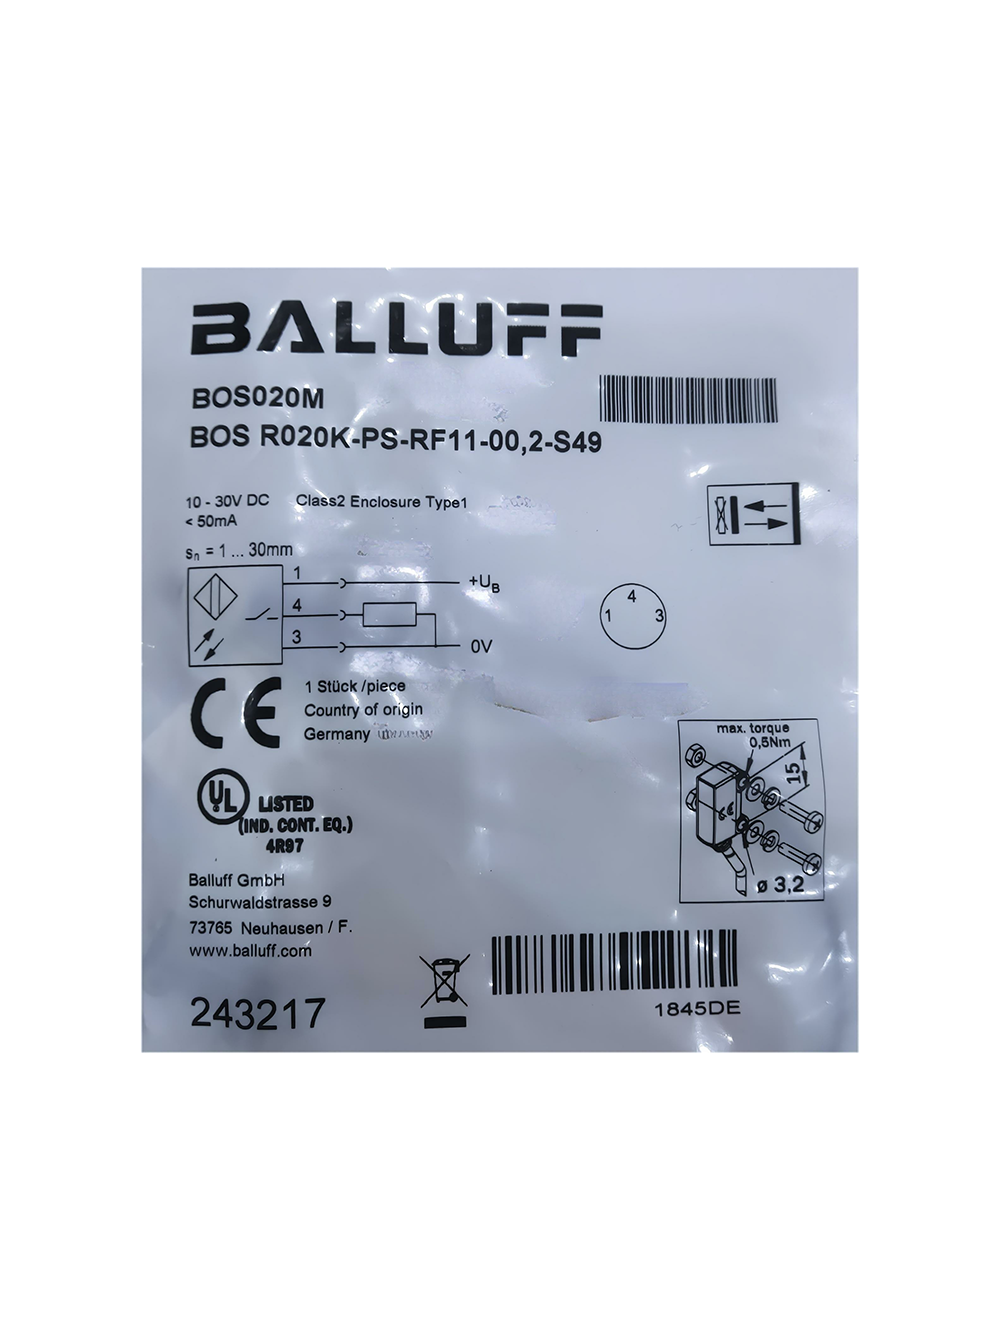 BALLUFF
BOS020M
BOS R020K-PS-RF11-00,2-S49
10 - 30V DC Class2 Enclosure Type1
< 50mA
sn = 1 ... 30mm
1
+UB
4
3
0V
4
1 3
CE
1 Stück /piece
Country of origin
Germany
max. torque
0,5Nm
15
ø 3,2
UL
LISTED
(IND. CONT. EQ.)
4R97
Balluff GmbH
Schurwaldstrasse 9
73765 Neuhausen / F.
www.balluff.com
243217
1845DE